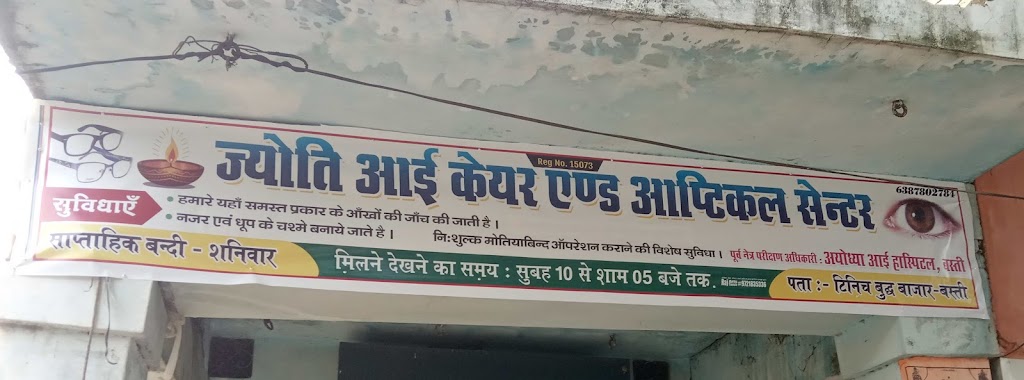 Reg No. 15073
ज्योति आई केयर एण्ड आप्टिकल सेन्टर
6387802781
सुविधाएँ
• हमारे यहाँ समस्त प्रकार के आँखों की जाँच की जाती है ।
• नजर एवं धूप के चश्मे बनाये जाते है ।
निःशुल्क मोतियाबिन्द ऑपरेशन कराने की विशेष सुविधा ।
पूर्व नेत्र परीक्षण अधिकारी : अयोध्या आई हास्पिटल, बस्ती
साप्ताहिक बन्दी - शनिवार
मिलने देखने का समय : सुबह 10 से शाम 05 बजे तक.
पता :- टिनिच बुद्ध बाजार-बस्ती